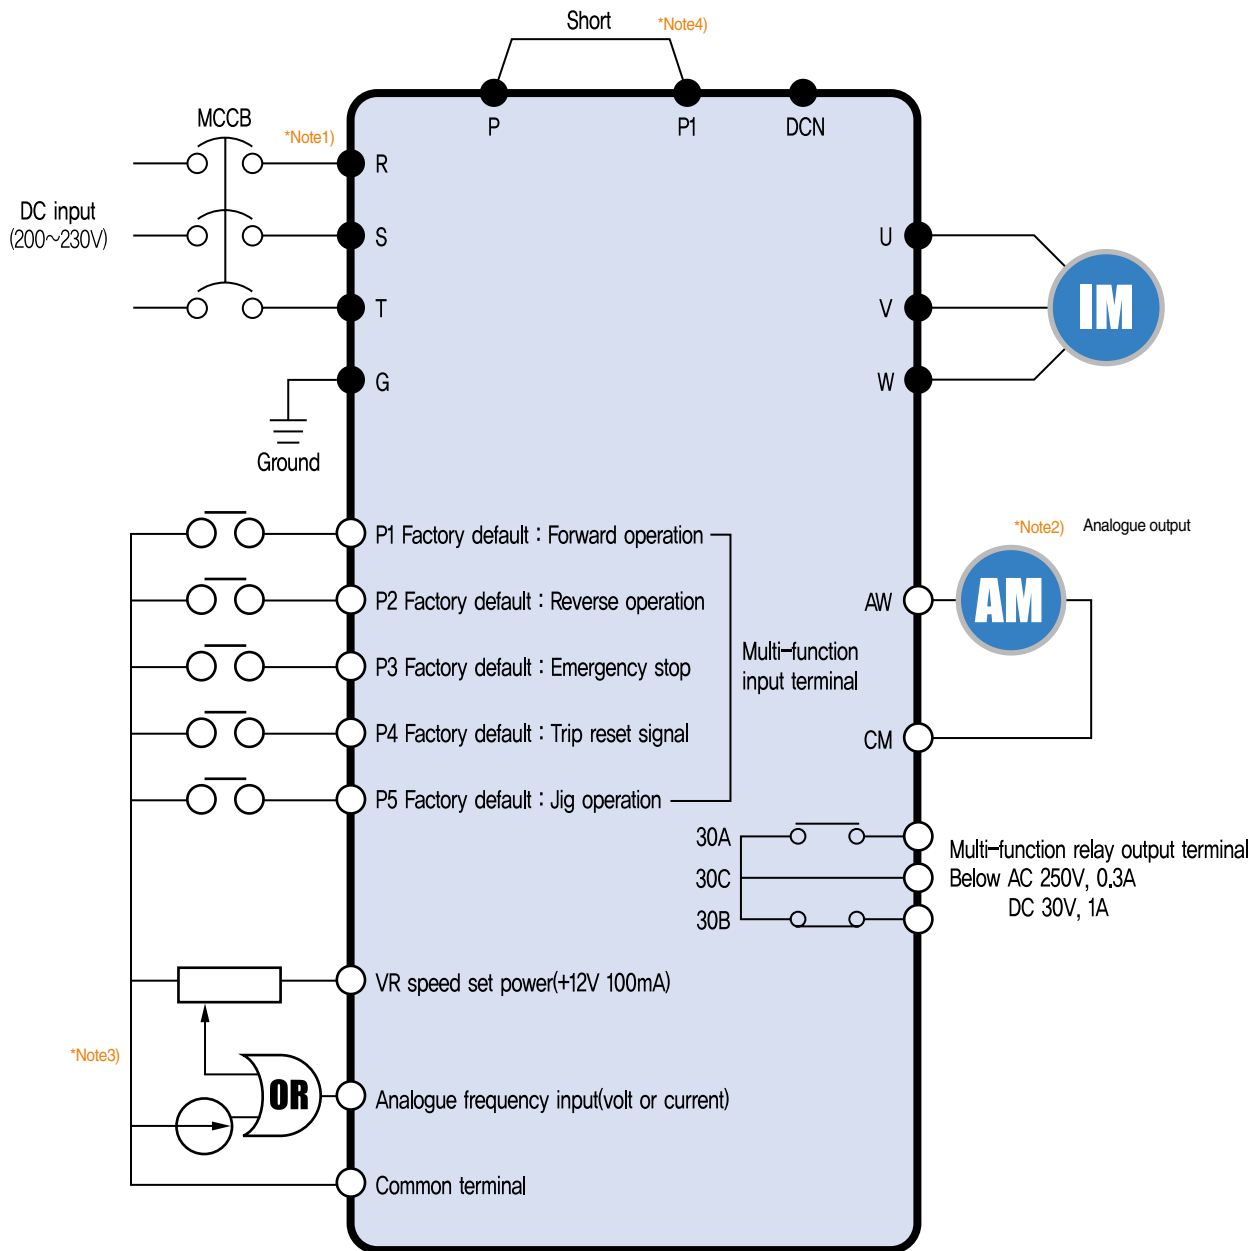 Short *Note4)
P P1 DCN
MCCB
*Note1)
R
DC input
(200~230V)
S
T
G
Ground
U
V
W
IM
P1 Factory default : Forward operation
P2 Factory default : Reverse operation
P3 Factory default : Emergency stop
P4 Factory default : Trip reset signal
P5 Factory default : Jig operation
Multi-function
input terminal
*Note2) Analogue output
AW
AM
CM
30A
30C
30B
Multi-function relay output terminal
Below AC 250V, 0.3A
DC 30V, 1A
VR speed set power(+12V 100mA)
*Note3)
OR
Analogue frequency input(volt or current)
Common terminal